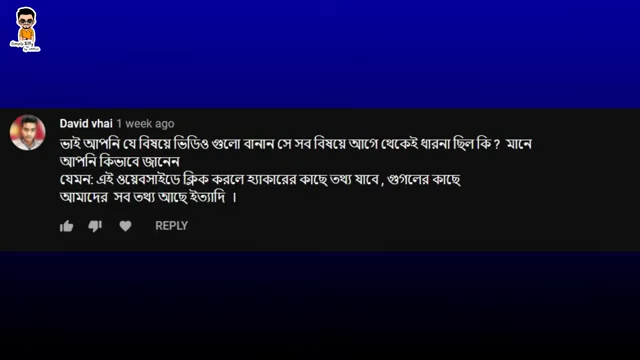 David vhai 1 week ago
ভাই আপনি যে বিষয়ে ভিডিও গুলো বানান সে সব বিষয়ে আগে থেকেই ধারনা ছিল কি ? মানে
আপনি কিভাবে জানেন
যেমন: এই ওয়েবসাইডে ক্লিক করলে হ্যাকারের কাছে তথ্য যাবে , গুগলের কাছে
আমাদের সব তথ্য আছে ইত্যাদি ।
REPLY